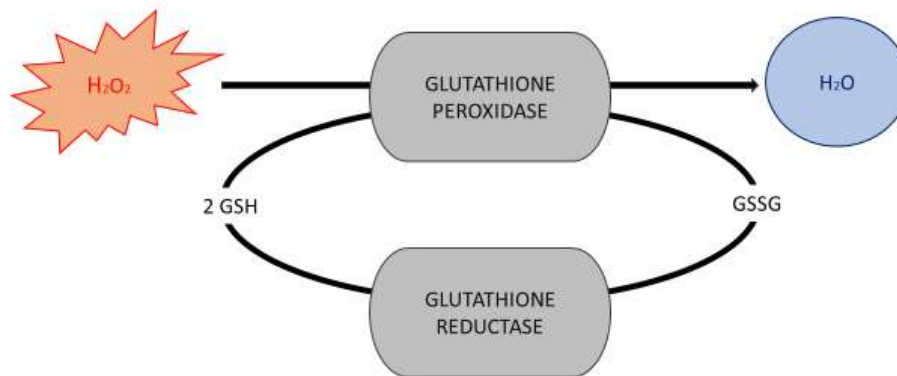 H₂O₂
GLUTATHIONE
PEROXIDASE
H₂O
2 GSH
GSSG
GLUTATHIONE
REDUCTASE